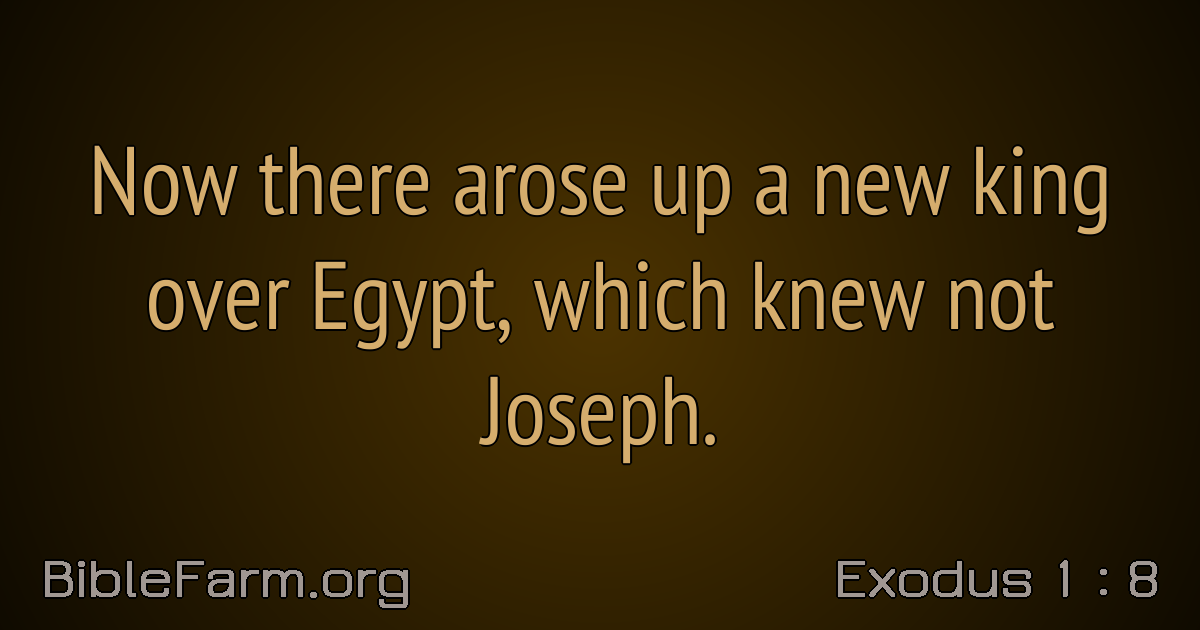 Now there arose up a new king
over Egypt, which knew not
Joseph.
BibleFarm.org
Exodus 1 : 8